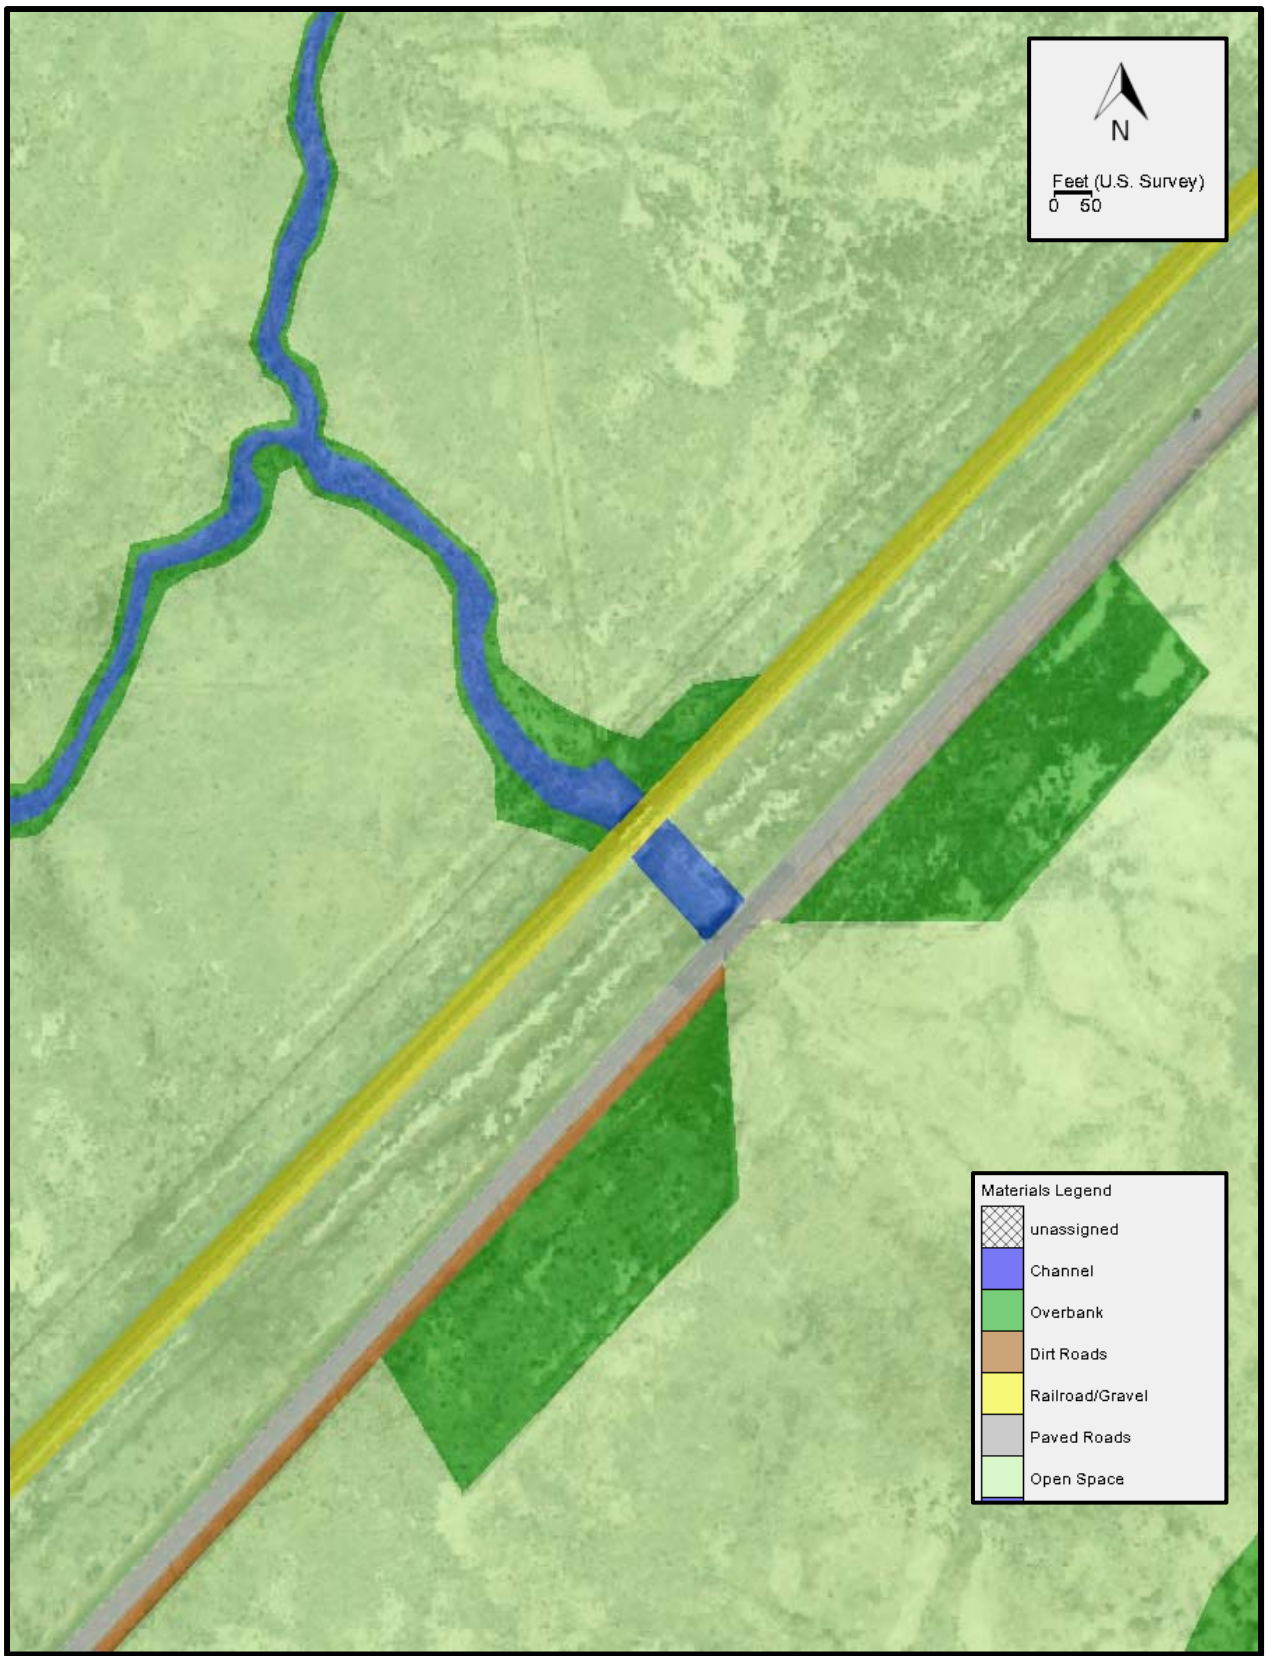 N
Feet (U.S. Survey)
0 50
Materials Legend
unassigned
Channel
Overbank
Dirt Roads
Railroad/Gravel
Paved Roads
Open Space